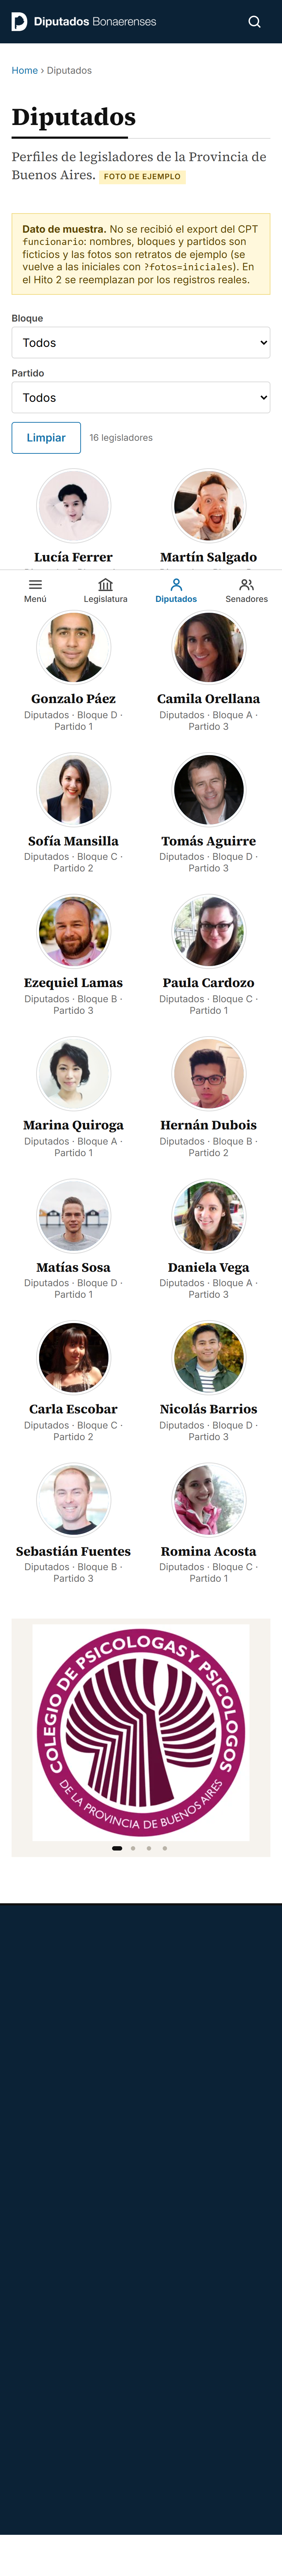 Diputados Bonaerenses
Home › Diputados
Diputados
Perfiles de legisladores de la Provincia de
Buenos Aires. FOTO DE EJEMPLO
Dato de muestra. No se recibió el export del CPT
funcionario: nombres, bloques y partidos son
ficticios y las fotos son retratos de ejemplo (se
vuelve a las iniciales con ?fotos=iniciales). En
el Hito 2 se reemplazan por los registros reales.
Bloque
Todos
Partido
Todos
Limpiar 16 legisladores
Lucía Ferrer Martín Salgado
Menú Legislatura Diputados Senadores
Gonzalo Páez Camila Orellana
Diputados · Bloque D · Diputados · Bloque A ·
Partido 1 Partido 3
Sofía Mansilla Tomás Aguirre
Diputados · Bloque C · Diputados · Bloque D ·
Partido 2 Partido 3
Ezequiel Lamas Paula Cardozo
Diputados · Bloque B · Diputados · Bloque C ·
Partido 3 Partido 1
Marina Quiroga Hernán Dubois
Diputados · Bloque A · Diputados · Bloque B ·
Partido 1 Partido 2
Matías Sosa Daniela Vega
Diputados · Bloque D · Diputados · Bloque A ·
Partido 1 Partido 3
Carla Escobar Nicolás Barrios
Diputados · Bloque C · Diputados · Bloque D ·
Partido 2 Partido 3
Sebastián Fuentes Romina Acosta
Diputados · Bloque B · Diputados · Bloque C ·
Partido 3 Partido 1
COLEGIO DE PSICOLOGAS Y PSICOLOGOS
DE LA PROVINCIA DE BUENOS AIRES